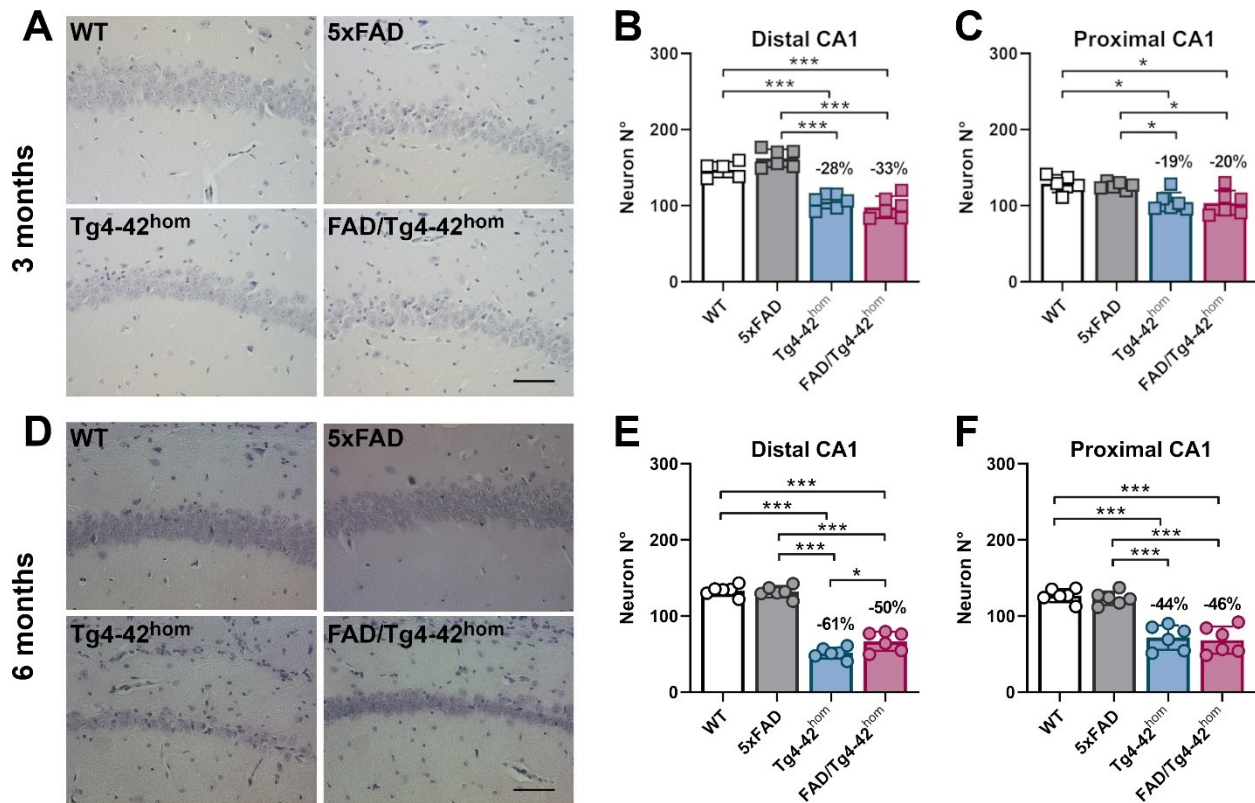 A
WT
5xFAD
Tg4-42hom
FAD/Tg4-42hom
3 months
B
Distal CA1
Neuron N°
300
200
100
0
***
***
***
***
-28%
-33%
WT
5xFAD
Tg4-42hom
FAD/Tg4-42hom
C
Proximal CA1
Neuron N°
300
200
100
0
*
*
*
*
-19%
-20%
WT
5xFAD
Tg4-42hom
FAD/Tg4-42hom
D
WT
5xFAD
Tg4-42hom
FAD/Tg4-42hom
6 months
E
Distal CA1
Neuron N°
300
200
100
0
***
***
***
***
*
-61%
-50%
WT
5xFAD
Tg4-42hom
FAD/Tg4-42hom
F
Proximal CA1
Neuron N°
300
200
100
0
***
***
***
***
-44%
-46%
WT
5xFAD
Tg4-42hom
FAD/Tg4-42hom